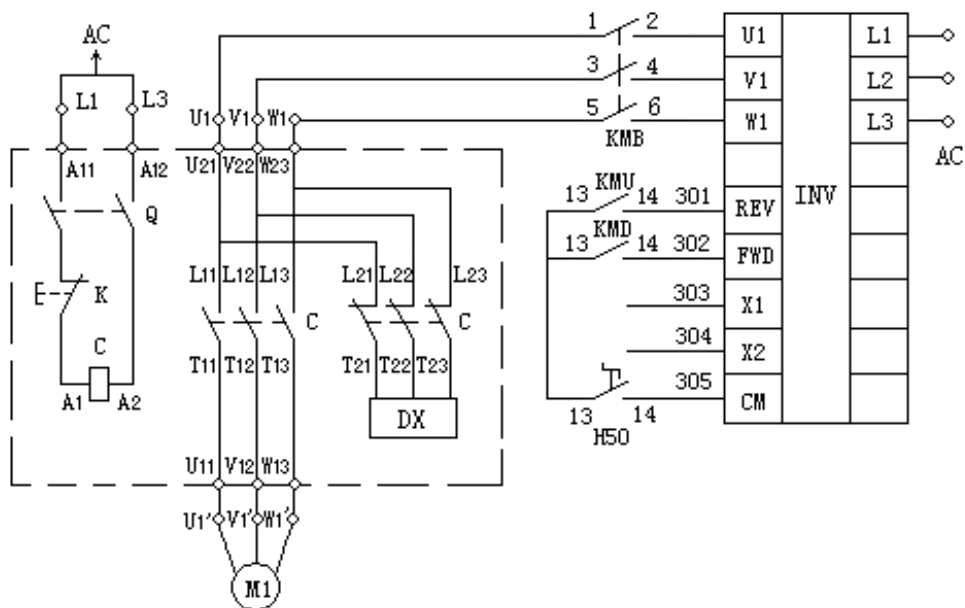 AC
L1 L3
A11 A12
Q
K
C
A1 A2
U1 V1 W1
U21 V22 W23
L11 L12 L13
L21 L22 L23
C
C
T11 T12 T13
T21 T22 T23
DX
U11 V12 W13
U1' V1' W1'
M1
1 2
3 4
5 6
KMB
KMU
13 14 301
KMD
13 14 302
303
304
305
13 14
H50
U1
V1
W1
REV
FWD
X1
X2
CM
INV
L1
L2
L3
AC